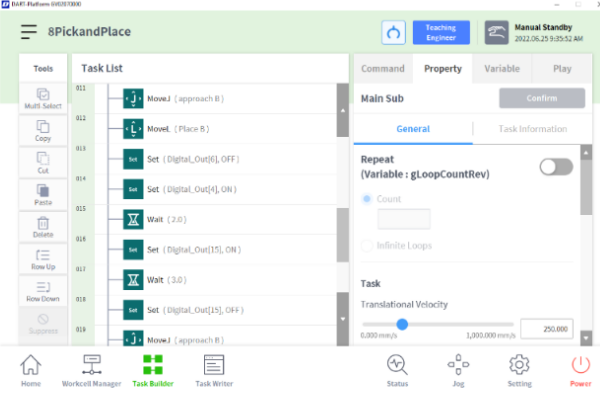 DART-Platform GV02070000
8PickandPlace
Teaching
Engineer
Manual Standby
2022.06.25 9:35:52 AM
Tools
Multi-Select
Copy
Cut
Paste
Delete
Row Up
Row Down
Suppress
Task List
011
MoveJ ( approach B )
012
MoveL ( Place B )
013
Set ( Digital_Out[6], OFF)
014
Set ( Digital_Out[4], ON)
015
Wait ( 2.0 )
016
Set ( Digital_Out[15], ON)
017
Wait ( 3.0 )
018
Set ( Digital_Out[15], OFF)
019
MoveJ ( approach B )
Command
Property
Variable
Play
Main Sub
Confirm
General
Task Information
Repeat
(Variable : gLoopCountRev)
Count
Infinite Loops
Task
Translational Velocity
250.000
0.000 mm/s
1,000.000 mm/s
Home
Workcell Manager
Task Builder
Task Writer
Status
Jog
Setting
Power